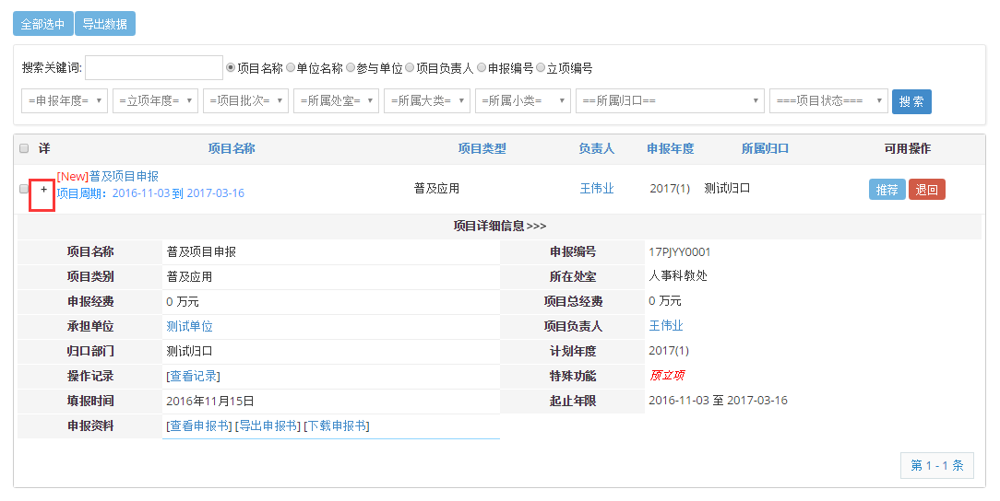 全部选中 导出数据
搜索关键词: 项目名称 单位名称 参与单位 项目负责人 申报编号 立项编号
=申报年度= =立项年度= =项目批次= =所属处室= =所属大类= =所属小类= ==所属归口== ===项目状态=== 搜 索
详 项目名称 项目类型 负责人 申报年度 所属归口 可用操作
+ [New]普及项目申报
项目周期：2016-11-03 到 2017-03-16 普及应用 王伟业 2017(1) 测试归口 推荐 退回
项目详细信息 >>>
项目名称 普及项目申报 申报编号 17PJYY0001
项目类别 普及应用 所在处室 人事科教处
申报经费 0 万元 项目总经费 0 万元
承担单位 测试单位 项目负责人 王伟业
归口部门 测试归口 计划年度 2017(1)
操作记录 [查看记录] 特殊功能 预立项
填报时间 2016年11月15日 起止年限 2016-11-03 至 2017-03-16
申报资料 [查看申报书] [导出申报书] [下载申报书]
第 1 - 1 条